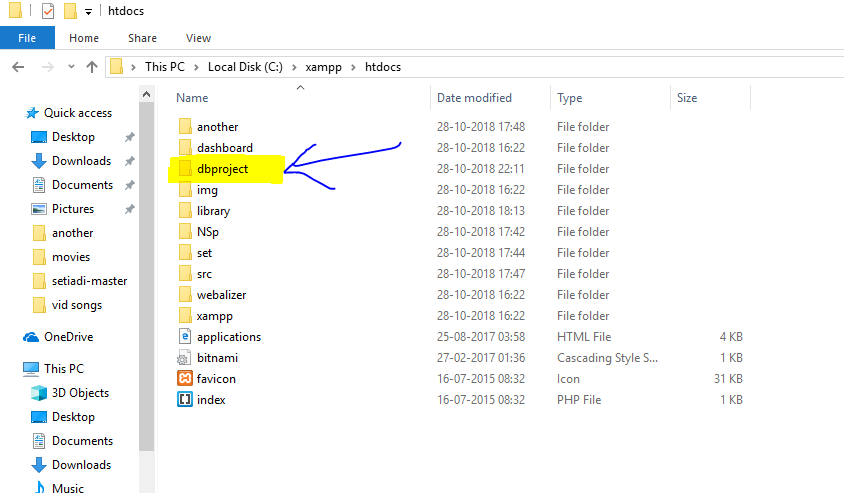 htdocs
File Home Share View
This PC Local Disk (C:) xampp htdocs
Name Date modified Type Size
Quick access
Desktop
Downloads
Documents
Pictures
another
movies
setiadi-master
vid songs
OneDrive
This PC
3D Objects
Desktop
Documents
Downloads
Music
another 28-10-2018 17:48 File folder
dashboard 28-10-2018 16:22 File folder
dbproject 28-10-2018 22:11 File folder
img 28-10-2018 16:22 File folder
library 28-10-2018 18:13 File folder
NSp 28-10-2018 17:42 File folder
set 28-10-2018 17:44 File folder
src 28-10-2018 17:47 File folder
webalizer 28-10-2018 16:22 File folder
xampp 28-10-2018 16:22 File folder
applications 25-08-2017 03:58 HTML File 4 KB
bitnami 27-02-2017 01:36 Cascading Style S... 1 KB
favicon 16-07-2015 08:32 Icon 31 KB
index 16-07-2015 08:32 PHP File 1 KB